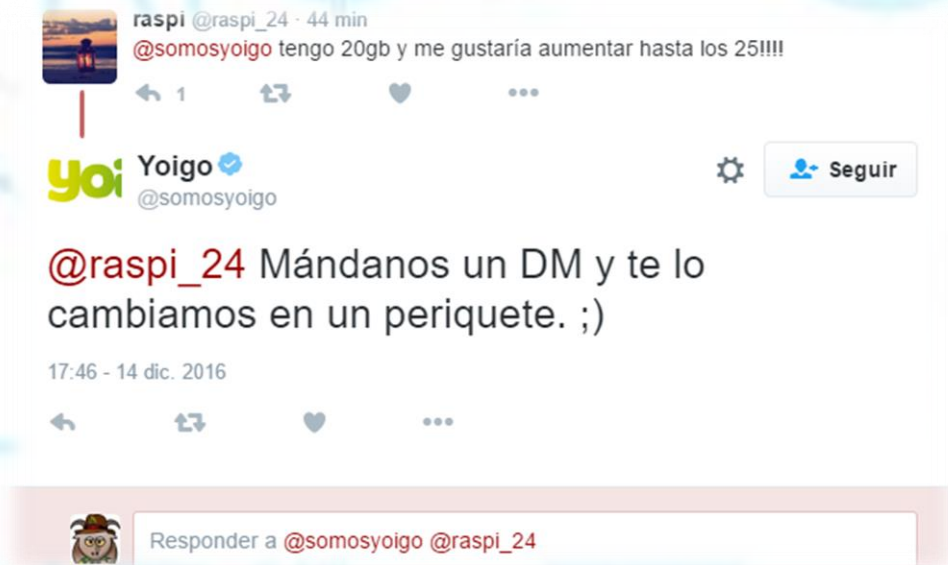 raspi @raspi_24 · 44 min
@somosyoigo tengo 20gb y me gustaría aumentar hasta los 25!!!!
1
yoi
Yoigo
Seguir
@somosyoigo
@raspi_24 Mándanos un DM y te lo
cambiamos en un periquete. ;)
17:46 - 14 dic. 2016
Responder a @somosyoigo @raspi_24